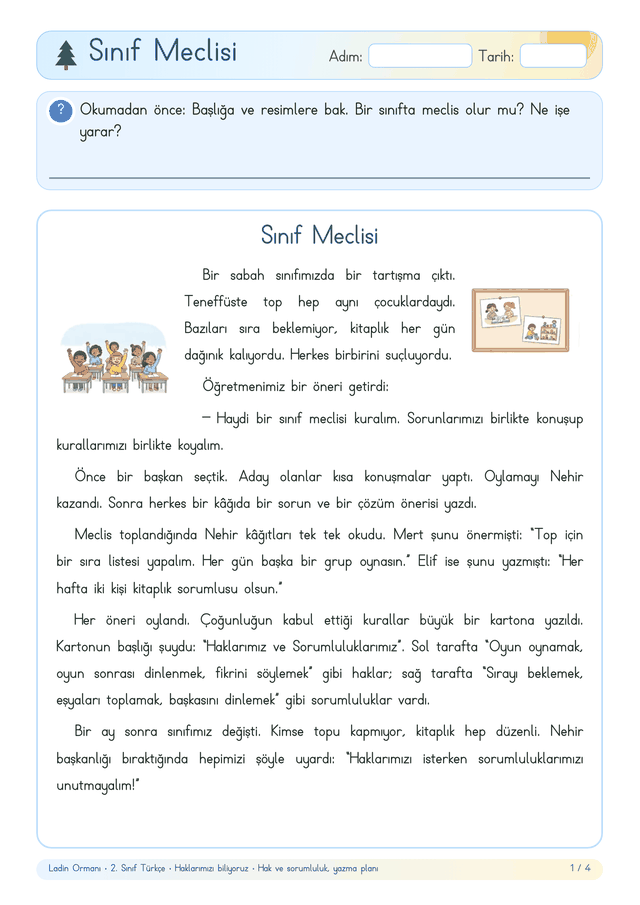 Sınıf Meclisi
Adım:
Tarih:
? Okumadan önce: Başlığa ve resimlere bak. Bir sınıfta meclis olur mu? Ne işe
yarar?
Sınıf Meclisi
Bir sabah sınıfımızda bir tartışma çıktı.
Teneffüste top hep aynı çocuklardaydı.
Bazıları sıra beklemiyor, kitaplık her gün
dağınık kalıyordu. Herkes birbirini suçluyordu.
Öğretmenimiz bir öneri getirdi:
– Haydi bir sınıf meclisi kuralım. Sorunlarımızı birlikte konuşup
kurallarımızı birlikte koyalım.
Önce bir başkan seçtik. Aday olanlar kısa konuşmalar yaptı. Oylamayı Nehir
kazandı. Sonra herkes bir kâğıda bir sorun ve bir çözüm önerisi yazdı.
Meclis toplandığında Nehir kâğıtları tek tek okudu. Mert şunu önermişti: "Top için
bir sıra listesi yapalım. Her gün başka bir grup oynasın." Elif ise şunu yazmıştı: "Her
hafta iki kişi kitaplık sorumlusu olsun."
Her öneri oylandı. Çoğunluğun kabul ettiği kurallar büyük bir kartona yazıldı.
Kartonun başlığı şuydu: "Haklarımız ve Sorumluluklarımız". Sol tarafta "Oyun oynamak,
oyun sonrası dinlenmek, fikrini söylemek" gibi haklar; sağ tarafta "Sırayı beklemek,
eşyaları toplamak, başkasını dinlemek" gibi sorumluluklar vardı.
Bir ay sonra sınıfımız değişti. Kimse topu kapmıyor, kitaplık hep düzenli. Nehir
başkanlığı bıraktığında hepimizi şöyle uyardı: "Haklarımızı isterken sorumluluklarımızı
unutmayalım!"
Ladin Ormanı • 2. Sınıf Türkçe • Haklarımızı biliyoruz • Hak ve sorumluluk, yazma planı
1 / 4